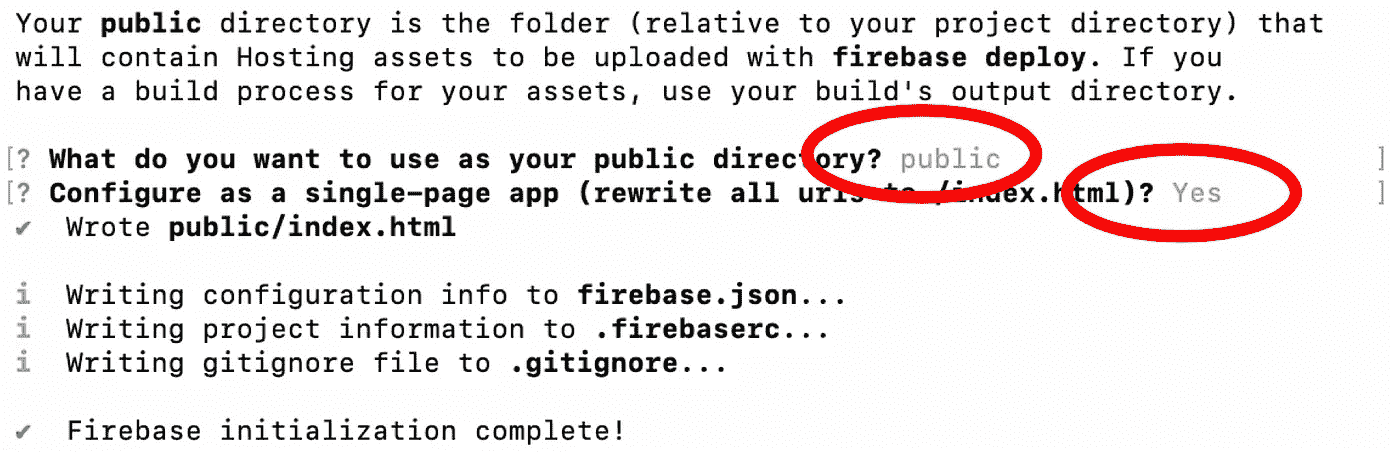 Your public directory is the folder (relative to your project directory) that
will contain Hosting assets to be uploaded with firebase deploy. If you
have a build process for your assets, use your build's output directory.
[? What do you want to use as your public directory? public ]
[? Configure as a single-page app (rewrite all urls to /index.html)? Yes ]
✔ Wrote public/index.html
i Writing configuration info to firebase.json...
i Writing project information to .firebaserc...
i Writing gitignore file to .gitignore...
✔ Firebase initialization complete!